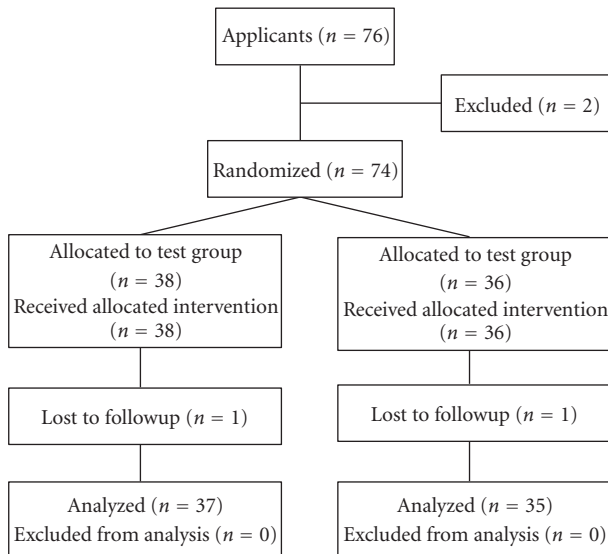 Applicants (n = 76)
Excluded (n = 2)
Randomized (n = 74)
Allocated to test group
(n = 38)
Received allocated intervention
(n = 38)
Allocated to test group
(n = 36)
Received allocated intervention
(n = 36)
Lost to followup (n = 1)
Lost to followup (n = 1)
Analyzed (n = 37)
Excluded from analysis (n = 0)
Analyzed (n = 35)
Excluded from analysis (n = 0)